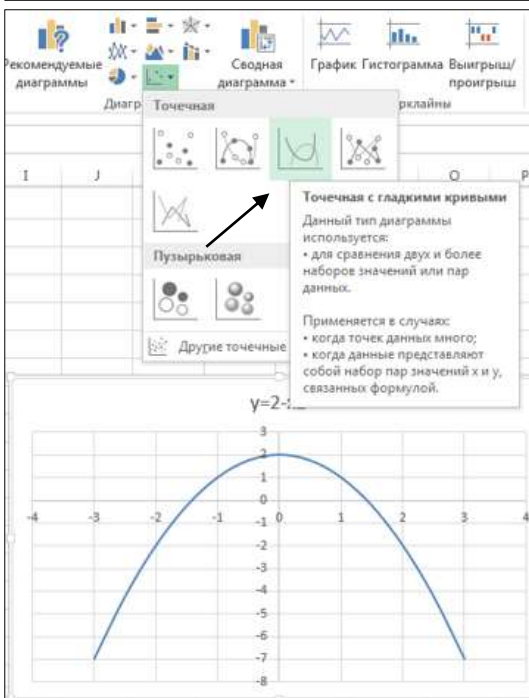 Рекомендуемые
диаграммы
Сводная
диаграмма
График Гистограмма Выигрыш/
проигрыш
Диагр
рклайны
Точечная
I J O P
Точечная с гладкими кривыми
Данный тип диаграммы
используется:
• для сравнения двух и более
наборов значений или пар
данных.
Применяется в случаях:
• когда точек данных много;
• когда данные представляют
собой набор пар значений x и y,
связанных формулой.
Пузырьковая
Другие точечные
y=2-
3
2
1
0
-4 -3 -2 -1 0 1 2 3 4
-1
-2
-3
-4
-5
-6
-7
-8